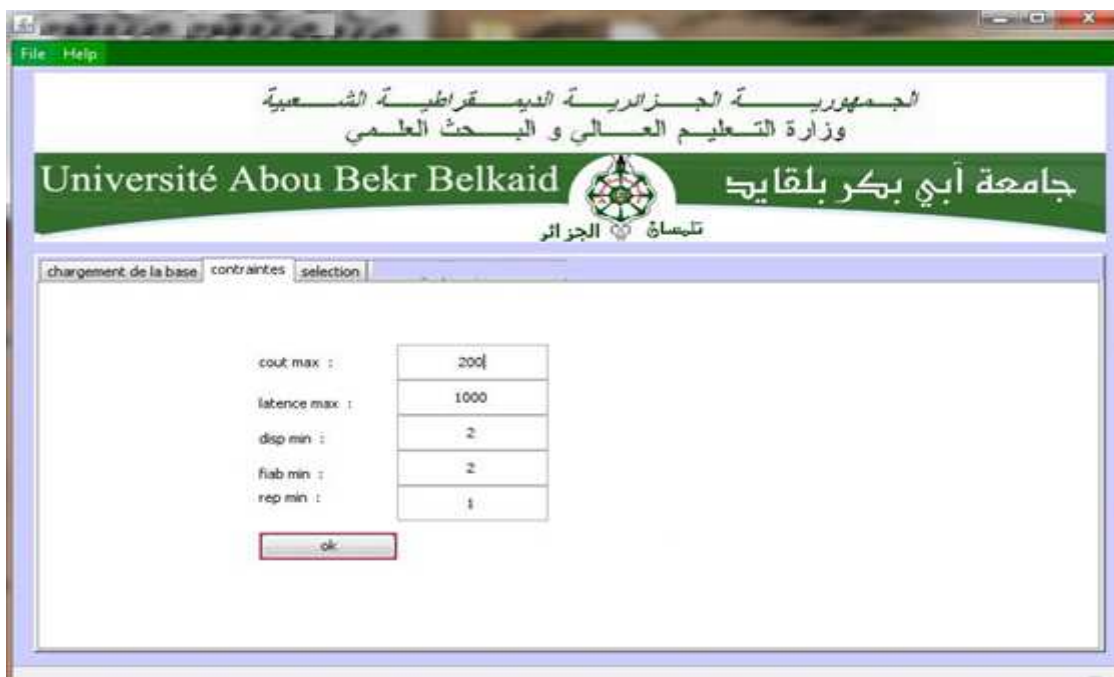 File Help
الجمهورية الجزائرية الديمقراطية الشعبية
وزارة التعليم العالي و البحث العلمي
Université Abou Bekr Belkaid جامعة أبي بكر بلقايد
تلمسان الجزائر
chargement de la base contraintes selection
cout max : 200
latence max : 1000
disp min : 2
fiab min : 2
rep min : 1
ok